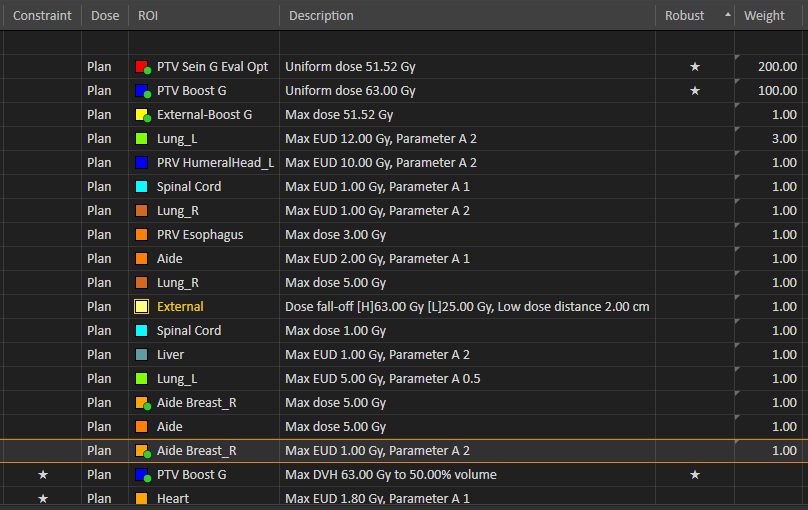 Constraint Dose ROI Description Robust Weight
Plan PTV Sein G Eval Opt Uniform dose 51.52 Gy ★ 200.00
Plan PTV Boost G Uniform dose 63.00 Gy ★ 100.00
Plan External-Boost G Max dose 51.52 Gy 1.00
Plan Lung_L Max EUD 12.00 Gy, Parameter A 2 3.00
Plan PRV HumeralHead_L Max EUD 10.00 Gy, Parameter A 2 1.00
Plan Spinal Cord Max EUD 1.00 Gy, Parameter A 1 1.00
Plan Lung_R Max EUD 1.00 Gy, Parameter A 2 1.00
Plan PRV Esophagus Max dose 3.00 Gy 1.00
Plan Aide Max EUD 2.00 Gy, Parameter A 1 1.00
Plan Lung_R Max dose 5.00 Gy 1.00
Plan External Dose fall-off [H]63.00 Gy [L]25.00 Gy, Low dose distance 2.00 cm 1.00
Plan Spinal Cord Max dose 1.00 Gy 1.00
Plan Liver Max EUD 1.00 Gy, Parameter A 2 1.00
Plan Lung_L Max EUD 5.00 Gy, Parameter A 0.5 1.00
Plan Aide Breast_R Max dose 5.00 Gy 1.00
Plan Aide Max dose 5.00 Gy 1.00
Plan Aide Breast_R Max EUD 1.00 Gy, Parameter A 2 1.00
★ Plan PTV Boost G Max DVH 63.00 Gy to 50.00% volume ★
★ Plan Heart Max EUD 1.80 Gy, Parameter A 1